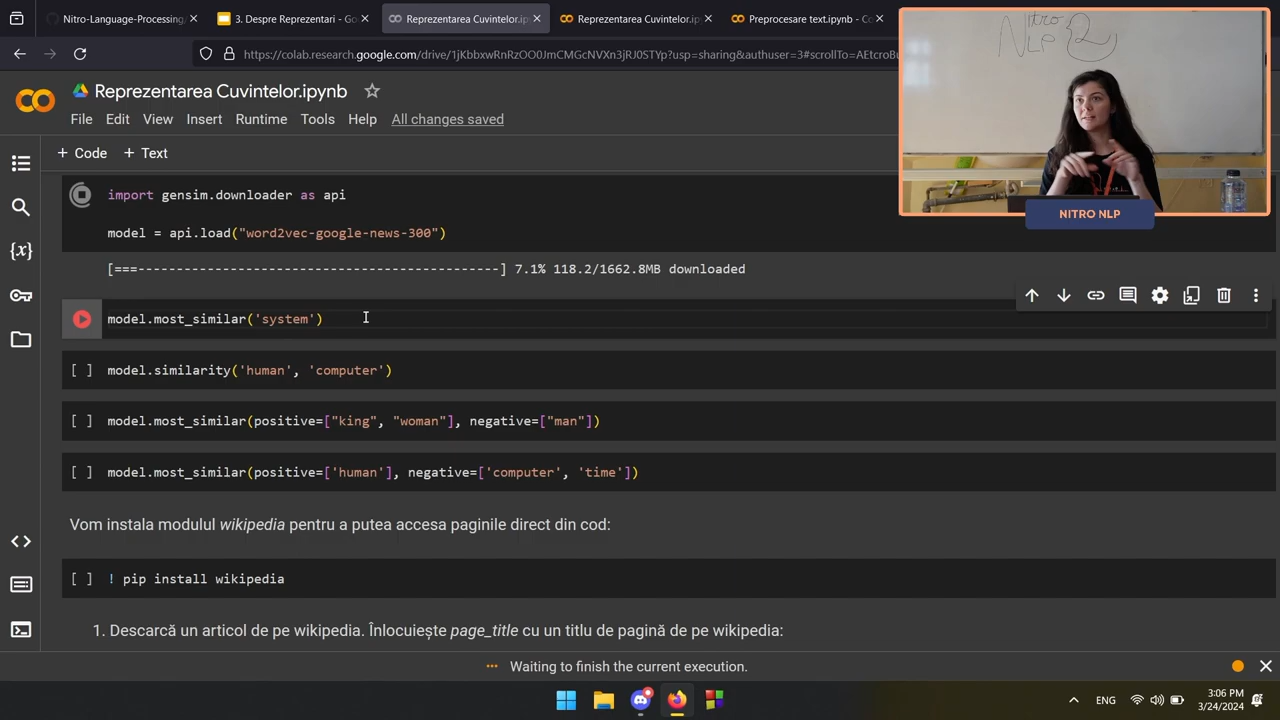 Nitro-Language-Processing/
3. Despre Reprezentari - Go
Reprezentarea Cuvintelor.ip
Reprezentarea Cuvintelor.ip
Preprocesare text.ipynb - Co
https://colab.research.google.com/drive/1jKbbxwRnRzOO0JmCMGcNVXn3jRJ0STYp?usp=sharing&authuser=3#scrollTo=AEtcroBu
Nitro
NLP 2
Reprezentarea Cuvintelor.ipynb
File Edit View Insert Runtime Tools Help All changes saved
+ Code + Text
NITRO NLP
import gensim.downloader as api
model = api.load("word2vec-google-news-300")
[===-----------------------------------------------] 7.1% 118.2/1662.8MB downloaded
model.most_similar('system')
[ ] model.similarity('human', 'computer')
[ ] model.most_similar(positive=["king", "woman"], negative=["man"])
[ ] model.most_similar(positive=['human'], negative=['computer', 'time'])
Vom instala modulul wikipedia pentru a putea accesa paginile direct din cod:
[ ] ! pip install wikipedia
1. Descarcă un articol de pe wikipedia. Înlocuiește page_title cu un titlu de pagină de pe wikipedia:
Waiting to finish the current execution.
ENG
3:06 PM
3/24/2024